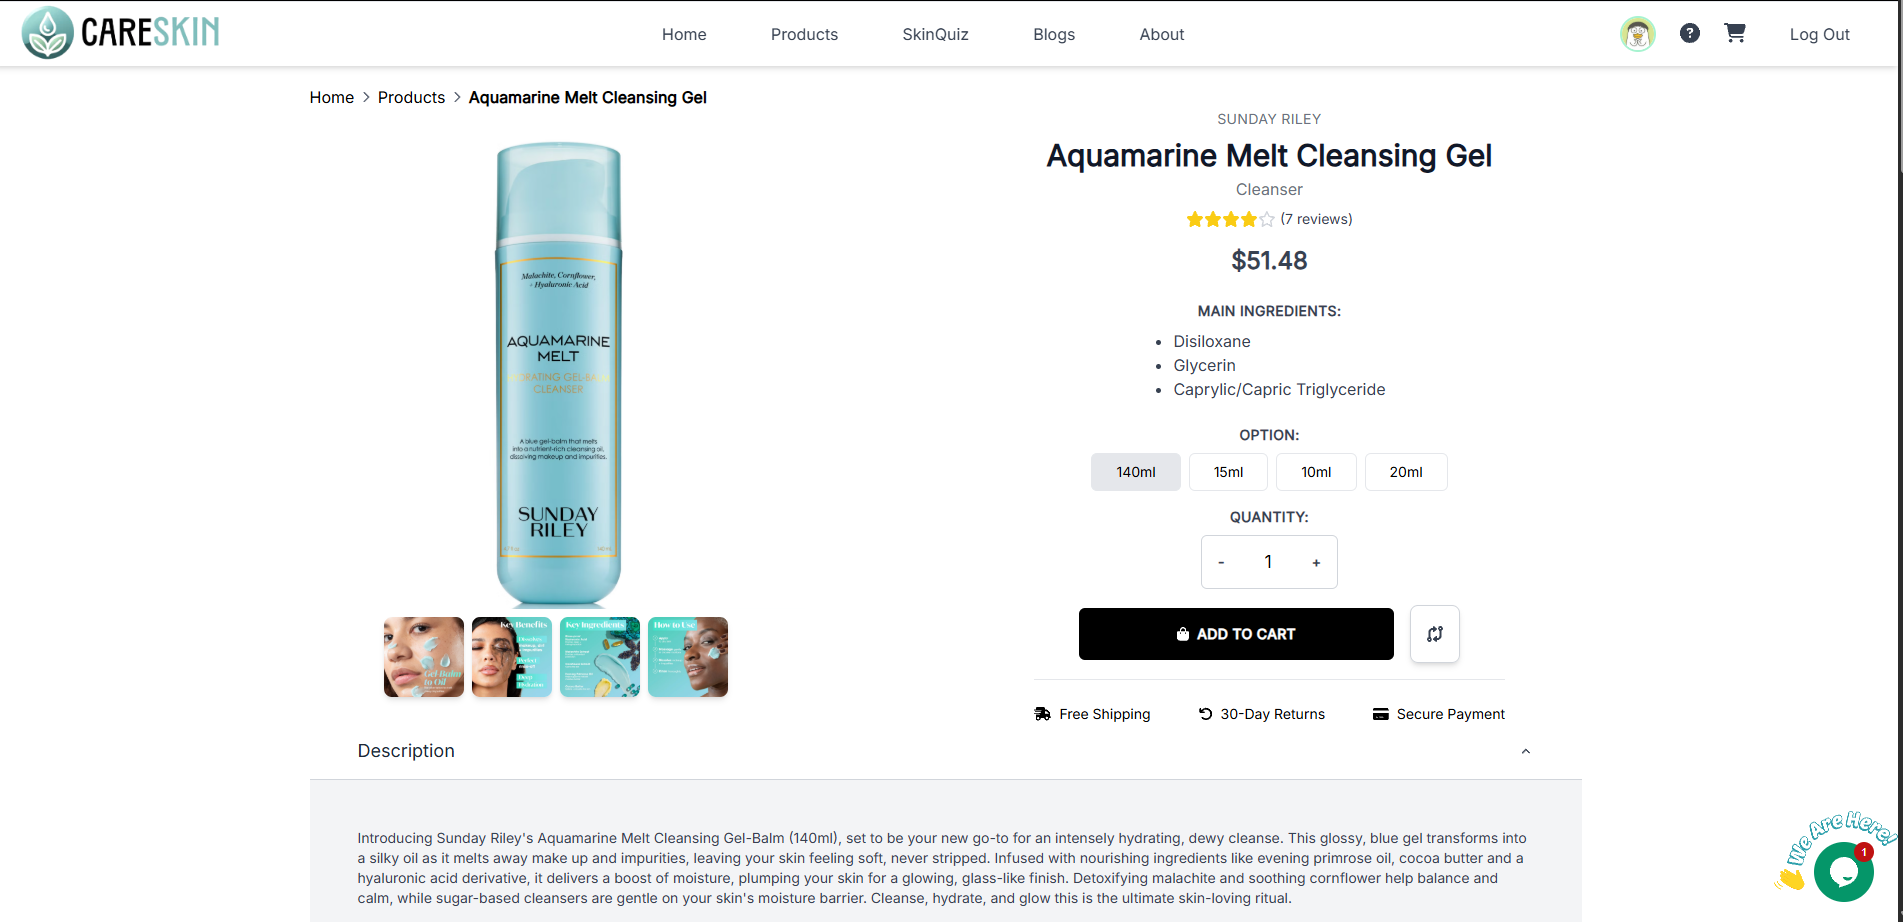 CARESKIN
Home
Products
SkinQuiz
Blogs
About
?
Log Out
Home > Products > Aquamarine Melt Cleansing Gel
SUNDAY RILEY
Aquamarine Melt Cleansing Gel
Cleanser
(7 reviews)
$51.48
MAIN INGREDIENTS:
• Disiloxane
• Glycerin
• Caprylic/Capric Triglyceride
OPTION:
140ml
15ml
10ml
20ml
QUANTITY:
- 1 +
ADD TO CART
Free Shipping
30-Day Returns
Secure Payment
Malachite, Cornflower,
+ Hyaluronic Acid
AQUAMARINE
MELT
HYDRATING GEL-BALM
CLEANSER
A blue gel-balm that melts
into a nutrient-rich cleansing oil,
dissolving makeup and impurities.
SUNDAY
RILEY
Gel-Balm
to Oil
Key Benefits
Key Ingredients
How to Use
Description
Introducing Sunday Riley's Aquamarine Melt Cleansing Gel-Balm (140ml), set to be your new go-to for an intensely hydrating, dewy cleanse. This glossy, blue gel transforms into
a silky oil as it melts away make up and impurities, leaving your skin feeling soft, never stripped. Infused with nourishing ingredients like evening primrose oil, cocoa butter and a
hyaluronic acid derivative, it delivers a boost of moisture, plumping your skin for a glowing, glass-like finish. Detoxifying malachite and soothing cornflower help balance and
calm, while sugar-based cleansers are gentle on your skin's moisture barrier. Cleanse, hydrate, and glow this is the ultimate skin-loving ritual.
We Are Here!
1